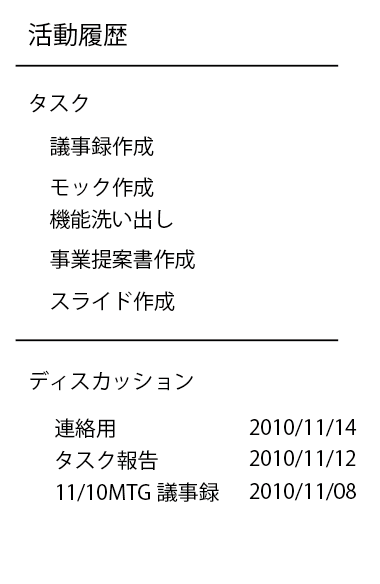 活動履歴
タスク
議事録作成
モック作成
機能洗い出し
事業提案書作成
スライド作成
ディスカッション
連絡用 2010/11/14
タスク報告 2010/11/12
11/10MTG 議事録 2010/11/08